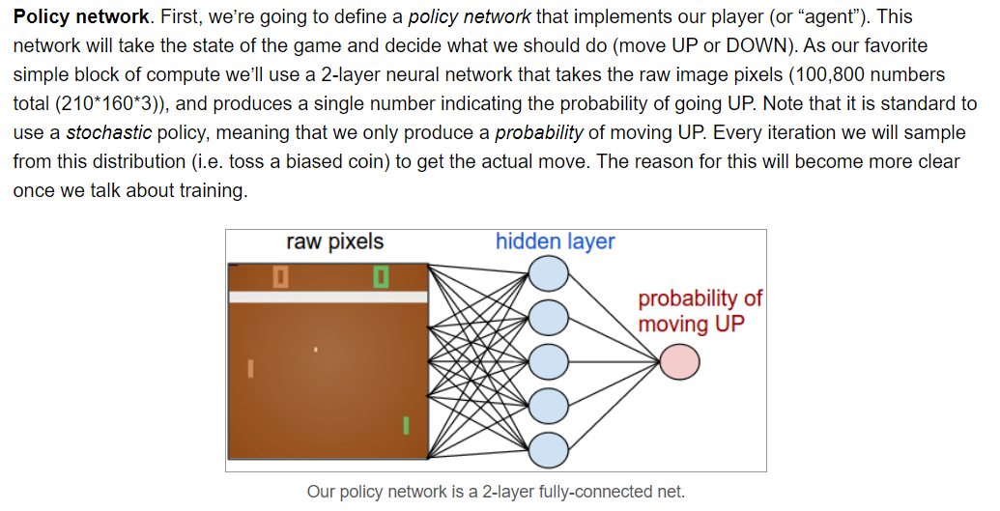 Policy network. First, we're going to define a policy network that implements our player (or “agent”). This
network will take the state of the game and decide what we should do (move UP or DOWN). As our favorite
simple block of compute we'll use a 2-layer neural network that takes the raw image pixels (100,800 numbers
total (210*160*3)), and produces a single number indicating the probability of going UP. Note that it is standard to
use a stochastic policy, meaning that we only produce a probability of moving UP. Every iteration we will sample
from this distribution (i.e. toss a biased coin) to get the actual move. The reason for this will become more clear
once we talk about training.
raw pixels
hidden layer
0 0
probability of
moving UP
Our policy network is a 2-layer fully-connected net.